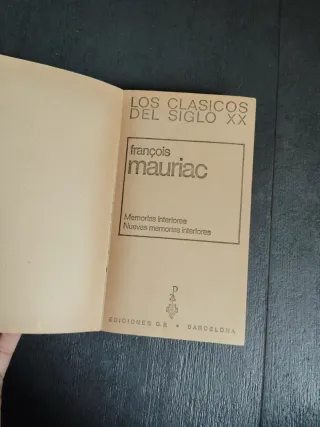 LOS CLASICOS
DEL SIGLO XX
françois
mauriac
Memorias interiores
Nuevas memorias interiores
EDICIONES G.P. • BARCELONA